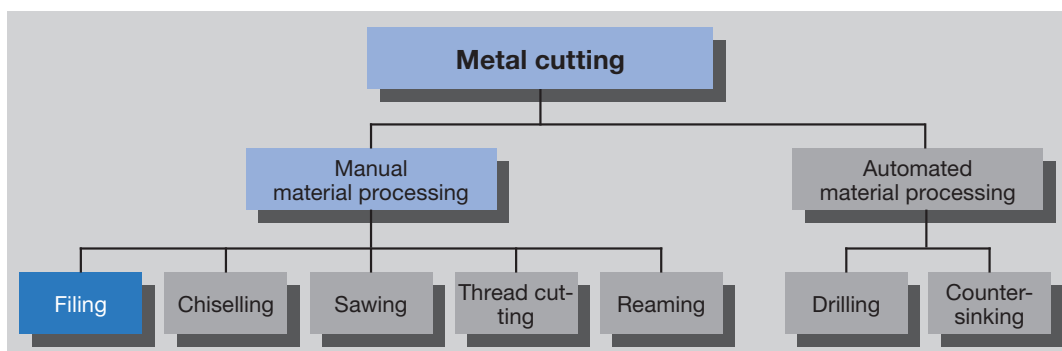 Metal cutting
Manual
material processing
Automated
material processing
Filing
Chiselling
Sawing
Thread cut-
ting
Reaming
Drilling
Counter-
sinking